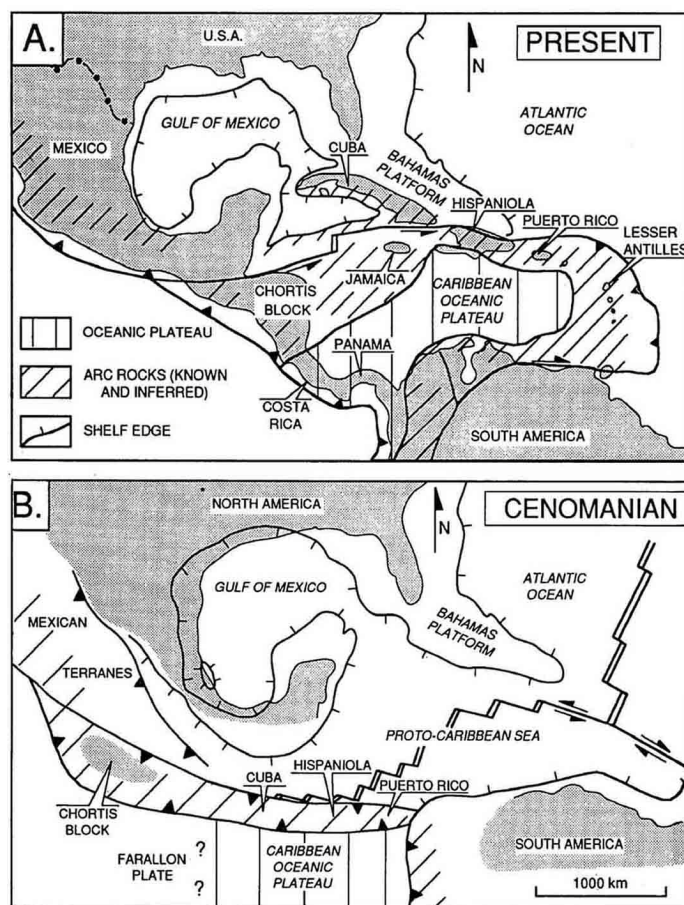 A.
PRESENT
U.S.A.
N
GULF OF MEXICO
ATLANTIC
OCEAN
MEXICO
CUBA
BAHAMAS
PLATFORM
HISPANIOLA
PUERTO RICO
LESSER
ANTILLES
JAMAICA
CHORTIS
BLOCK
CARIBBEAN
OCEANIC
PLATEAU
OCEANIC PLATEAU
PANAMA
ARC ROCKS (KNOWN
AND INFERRED)
COSTA
RICA
SHELF EDGE
SOUTH AMERICA
B.
NORTH AMERICA
N
CENOMANIAN
GULF OF MEXICO
ATLANTIC
OCEAN
BAHAMAS
PLATFORM
MEXICAN
TERRANES
PROTO-CARIBBEAN SEA
HISPANIOLA
CUBA
PUERTO RICO
CHORTIS
BLOCK
SOUTH AMERICA
FARALLON
PLATE
?
?
CARIBBEAN
OCEANIC
PLATEAU
1000 km